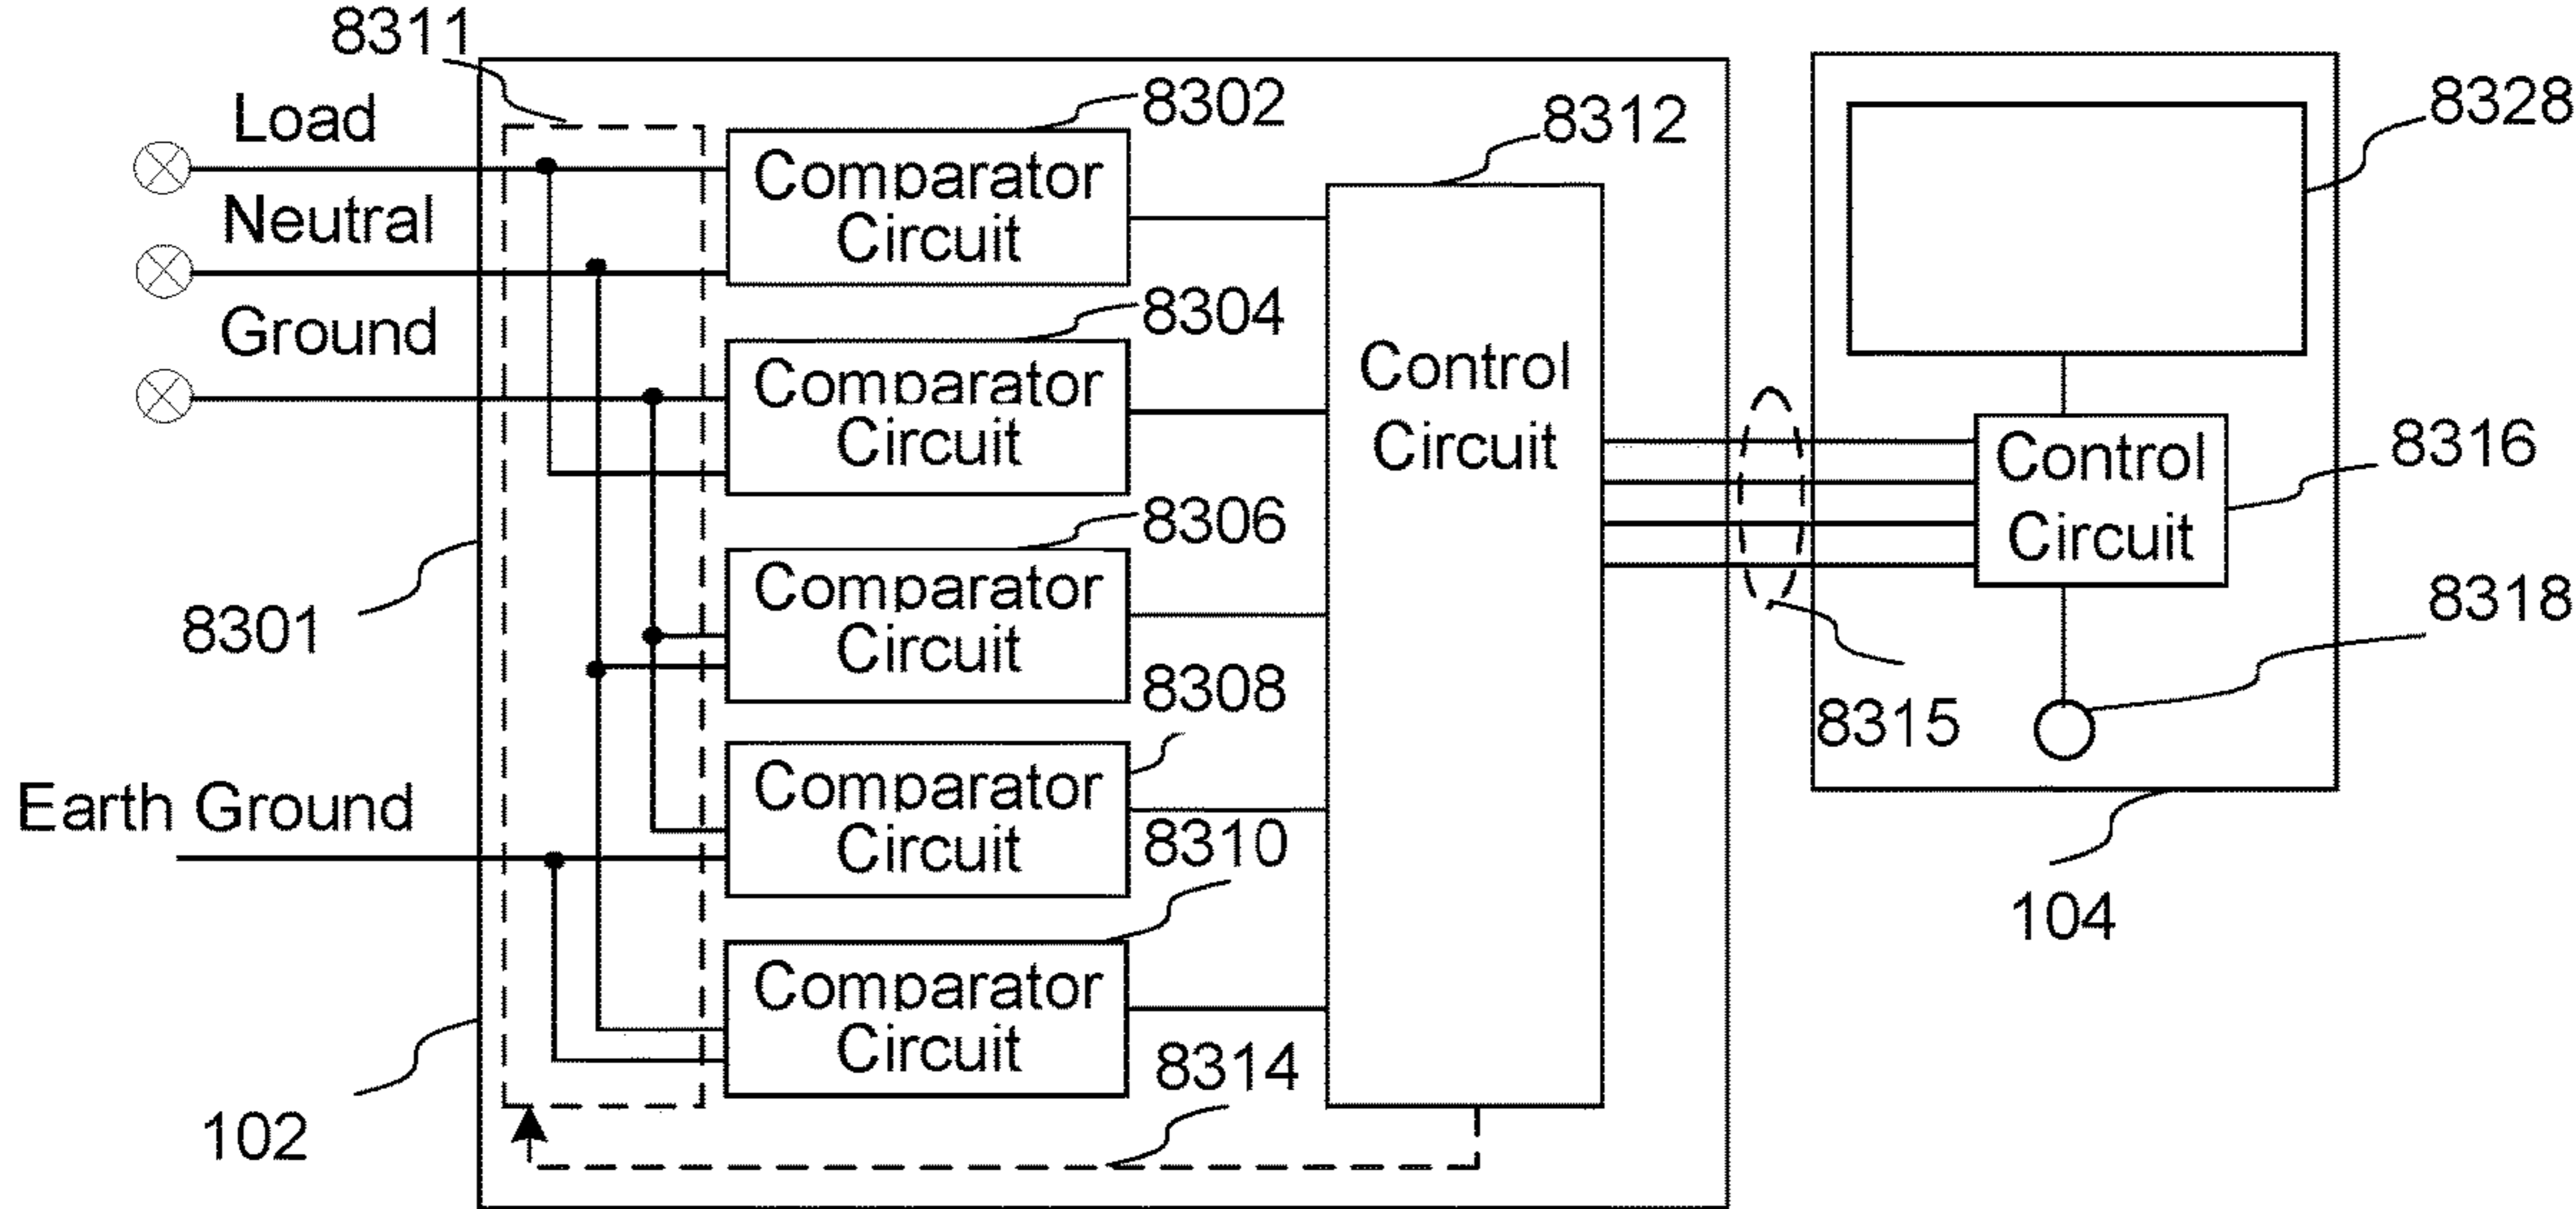 8311
Load
Neutral
Ground
8301
Earth Ground
102
Comparator
Circuit
8302
Comparator
Circuit
8304
Comparator
Circuit
8306
Comparator
Circuit
8308
Comparator
Circuit
8310
8314
8312
Control
Circuit
8315
8328
Control
Circuit
8316
8318
104